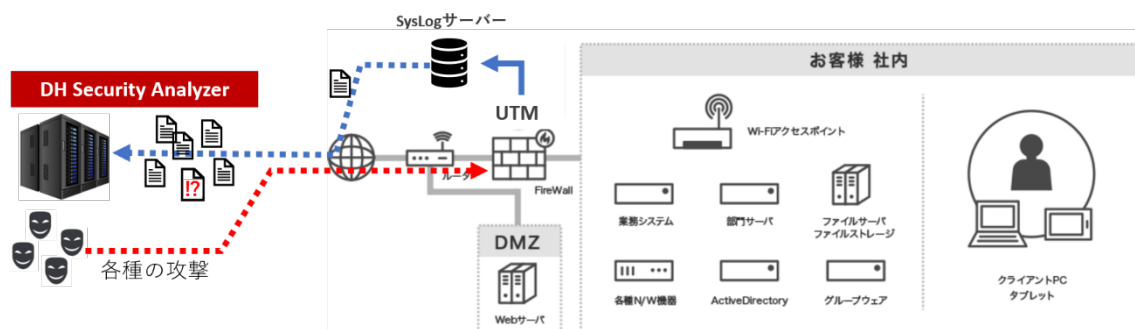 SysLogサーバー
お客様 社内
DH Security Analyzer
UTM
Wi-Fiアクセスポイント
ルータ
FireWall
!?
各種の攻撃
DMZ
Webサーバ
業務システム
部門サーバ
ファイルサーバ
ファイルストレージ
各種N/W機器
ActiveDirectory
グループウェア
クライアントPC
タブレット